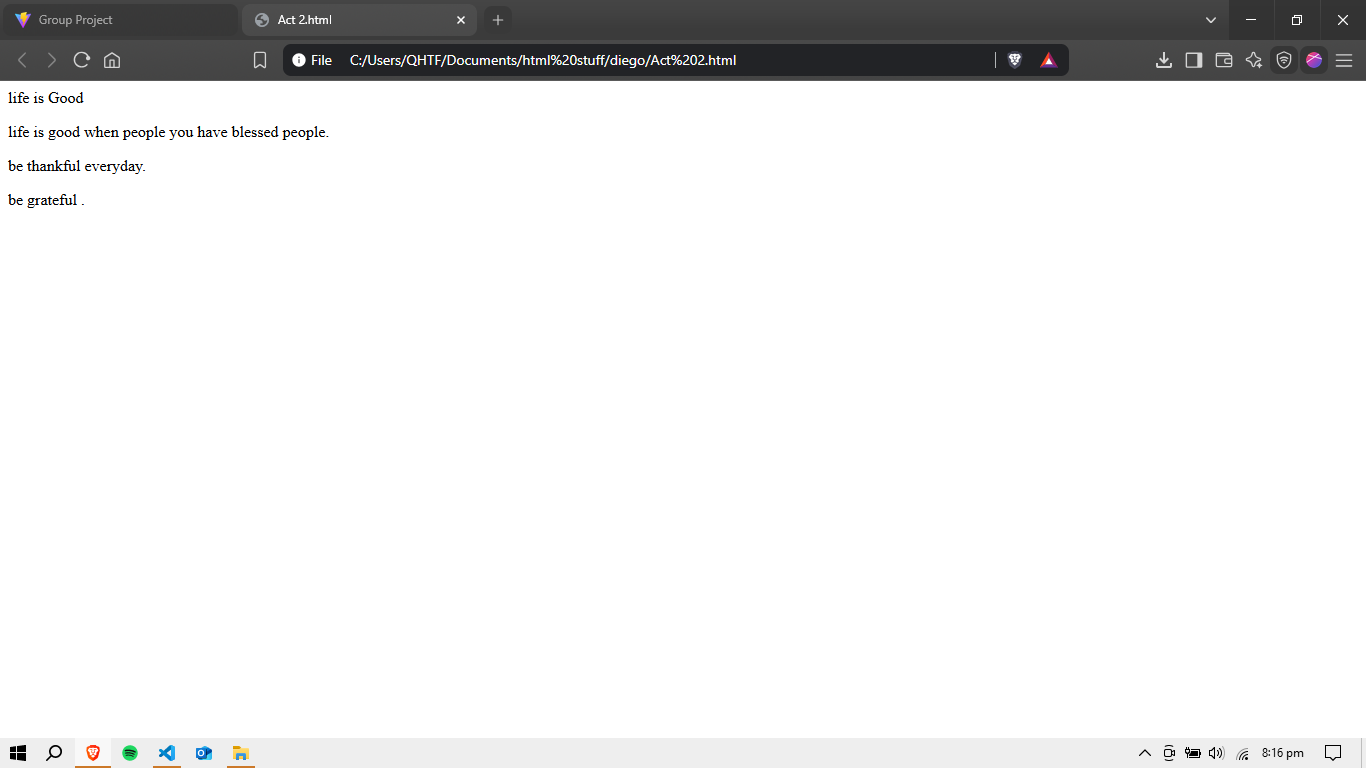 Group Project
Act 2.html
File C:/Users/QHTF/Documents/html%20stuff/diego/Act%202.html
life is Good
life is good when people you have blessed people.
be thankful everyday.
be grateful .
8:16 pm